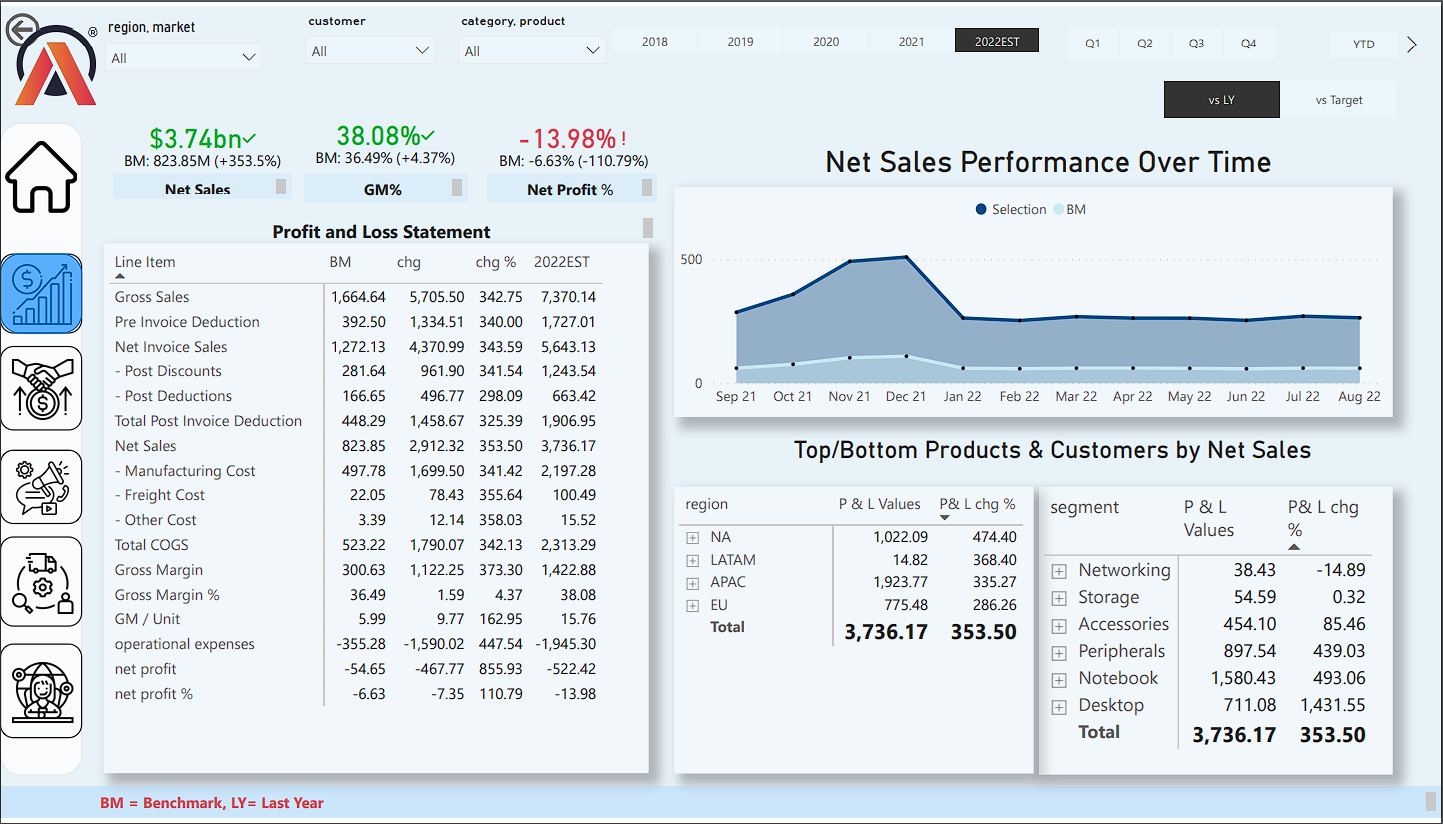 ®
region, market
All
customer
All
category, product
All
2018 2019 2020 2021 2022EST
Q1 Q2 Q3 Q4
YTD
vs LY vs Target
$3.74bn
BM: 823.85M (+353.5%)
Net Sales
38.08%
BM: 36.49% (+4.37%)
GM%
-13.98% !
BM: -6.63% (-110.79%)
Net Profit %
Profit and Loss Statement
Line Item BM chg chg % 2022EST
Gross Sales 1,664.64 5,705.50 342.75 7,370.14
Pre Invoice Deduction 392.50 1,334.51 340.00 1,727.01
Net Invoice Sales 1,272.13 4,370.99 343.59 5,643.13
- Post Discounts 281.64 961.90 341.54 1,243.54
- Post Deductions 166.65 496.77 298.09 663.42
Total Post Invoice Deduction 448.29 1,458.67 325.39 1,906.95
Net Sales 823.85 2,912.32 353.50 3,736.17
- Manufacturing Cost 497.78 1,699.50 341.42 2,197.28
- Freight Cost 22.05 78.43 355.64 100.49
- Other Cost 3.39 12.14 358.03 15.52
Total COGS 523.22 1,790.07 342.13 2,313.29
Gross Margin 300.63 1,122.25 373.30 1,422.88
Gross Margin % 36.49 1.59 4.37 38.08
GM / Unit 5.99 9.77 162.95 15.76
operational expenses -355.28 -1,590.02 447.54 -1,945.30
net profit -54.65 -467.77 855.93 -522.42
net profit % -6.63 -7.35 110.79 -13.98
Net Sales Performance Over Time
Selection BM
500
0
Sep 21 Oct 21 Nov 21 Dec 21 Jan 22 Feb 22 Mar 22 Apr 22 May 22 Jun 22 Jul 22 Aug 22
Top/Bottom Products & Customers by Net Sales
region P & L Values P& L chg %
NA 1,022.09 474.40
LATAM 14.82 368.40
APAC 1,923.77 335.27
EU 775.48 286.26
Total 3,736.17 353.50
segment P & L Values P& L chg %
Networking 38.43 -14.89
Storage 54.59 0.32
Accessories 454.10 85.46
Peripherals 897.54 439.03
Notebook 1,580.43 493.06
Desktop 711.08 1,431.55
Total 3,736.17 353.50
BM = Benchmark, LY= Last Year